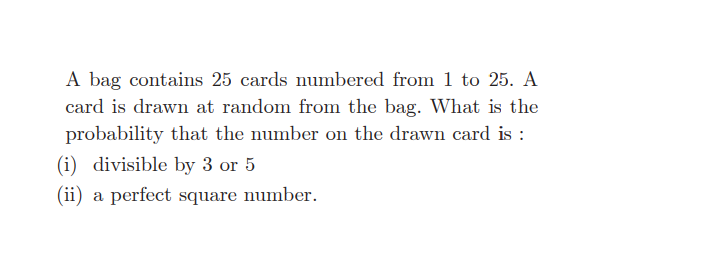 A bag contains 25 cards numbered from 1 to 25. A
card is drawn at random from the bag. What is the
probability that the number on the drawn card is :
(i) divisible by 3 or 5
(ii) a perfect square number.